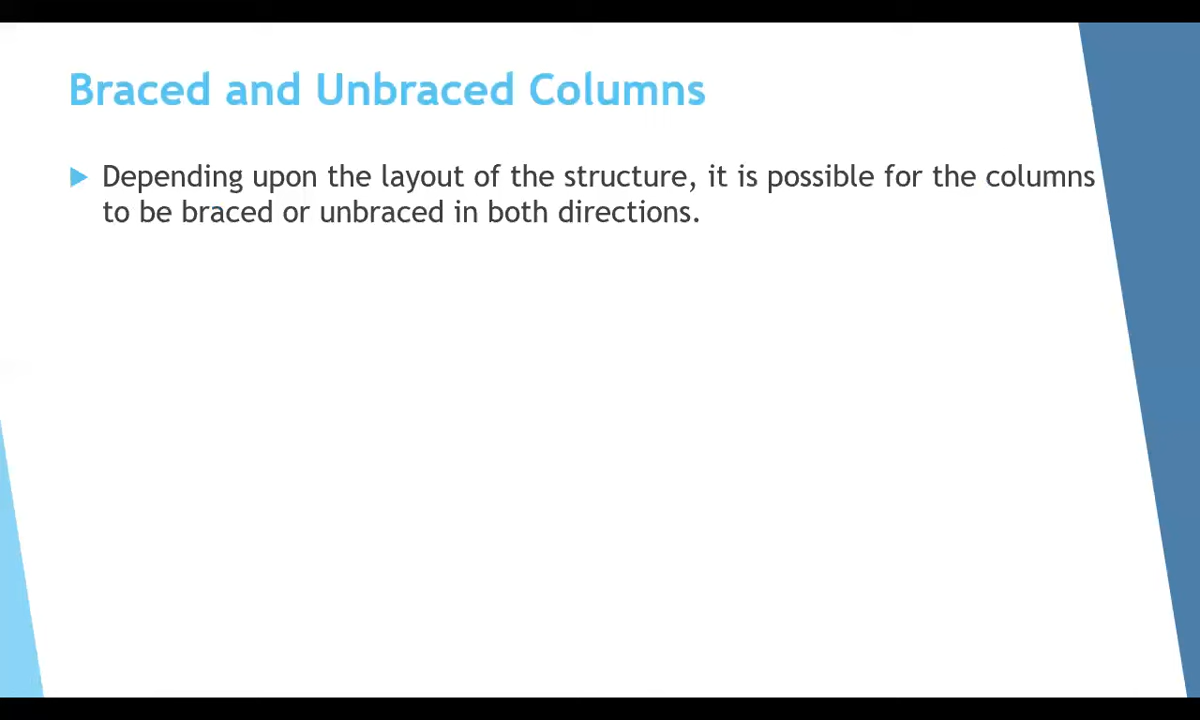 Braced and Unbraced Columns
Depending upon the layout of the structure, it is possible for the columns
to be braced or unbraced in both directions.